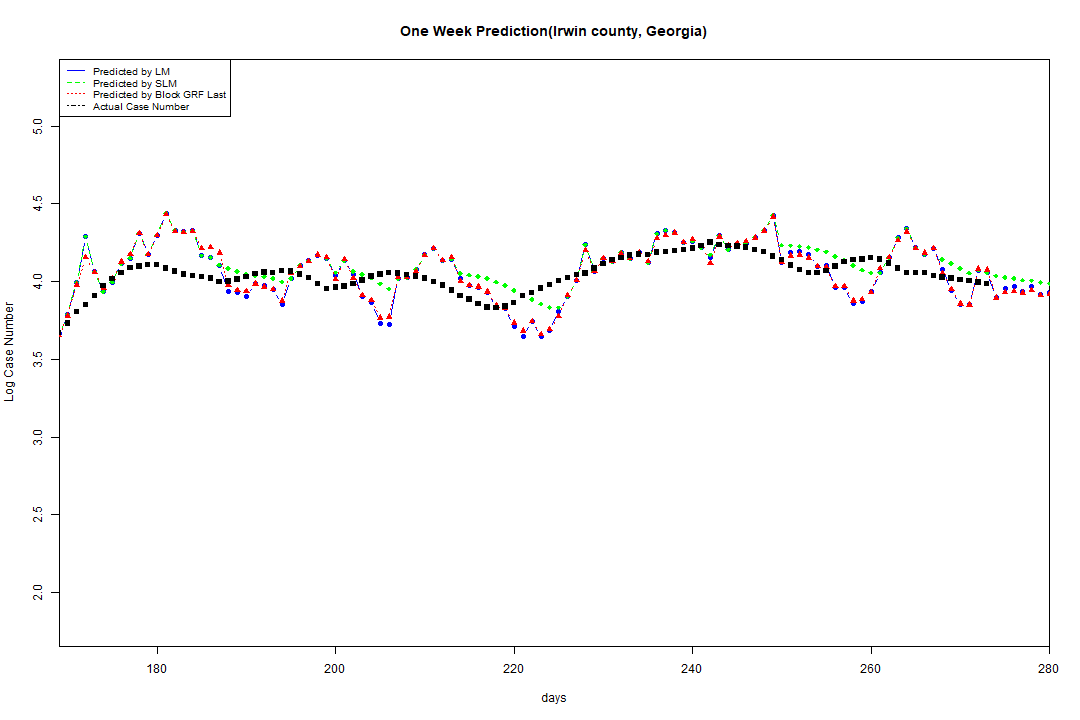 One Week Prediction(Irwin county, Georgia)
Predicted by LM
Predicted by SLM
Predicted by Block GRF Last
Actual Case Number
5.0
4.5
4.0
3.5
3.0
2.5
2.0
Log Case Number
180 200 220 240 260 280
days